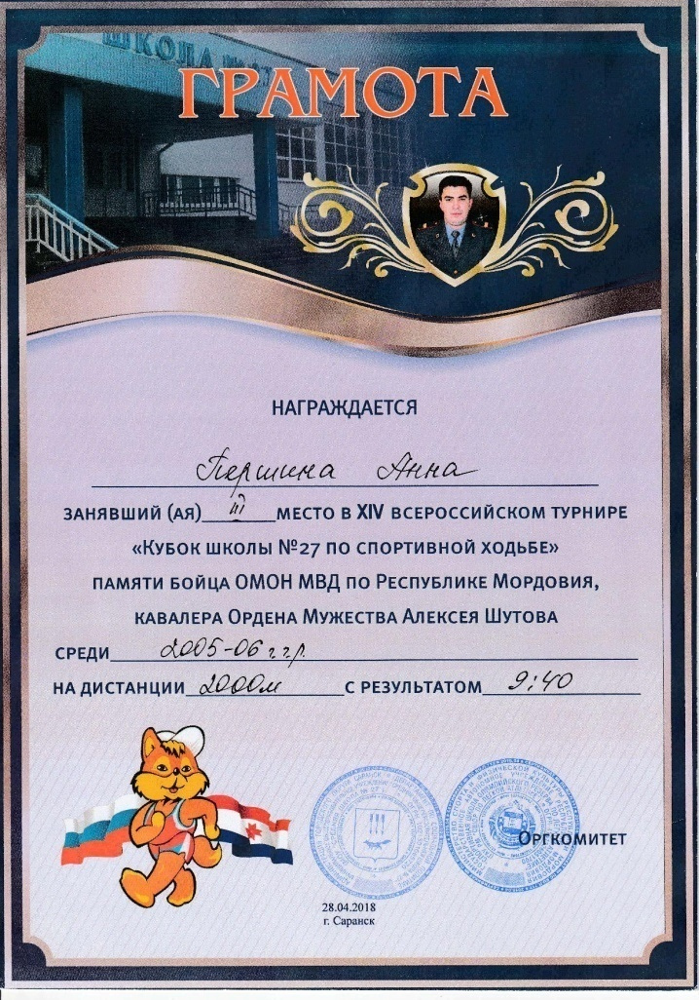 ШКОЛА №27
ГРАМОТА
НАГРАЖДАЕТСЯ
Першина Анна
ЗАНЯВШИЙ (АЯ) III МЕСТО В XIV ВСЕРОССИЙСКОМ ТУРНИРЕ
«КУБОК ШКОЛЫ №27 ПО СПОРТИВНОЙ ХОДЬБЕ»
ПАМЯТИ БОЙЦА ОМОН МВД ПО РЕСПУБЛИКЕ МОРДОВИЯ,
КАВАЛЕРА ОРДЕНА МУЖЕСТВА АЛЕКСЕЯ ШУТОВА
СРЕДИ 2005-06 г.г.р.
НА ДИСТАНЦИИ 2000м С РЕЗУЛЬТАТОМ 9:40
ОРГКОМИТЕТ
28.04.2018
г. Саранск